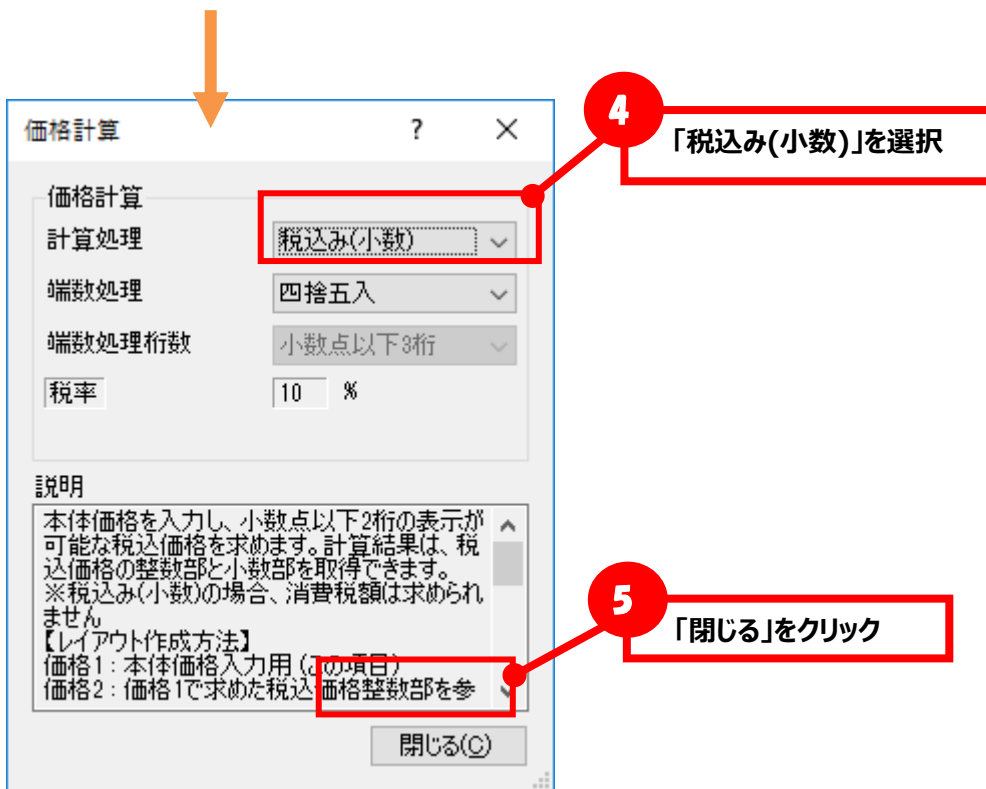 価格計算 ? ×
4
「税込み(小数)」を選択
価格計算
計算処理 税込み(小数)
端数処理 四捨五入
端数処理桁数 小数点以下3桁
税率 10 %
説明
本体価格を入力し、小数点以下2桁の表示が
可能な税込価格を求めます。計算結果は、税
込価格の整数部と小数部を取得できます。
※税込み(小数)の場合、消費税額は求められ
ません
【レイアウト作成方法】
価格1:本体価格入力用(この項目)
価格2:価格1で求めた税込価格整数部を参
5
「閉じる」をクリック
閉じる(C)